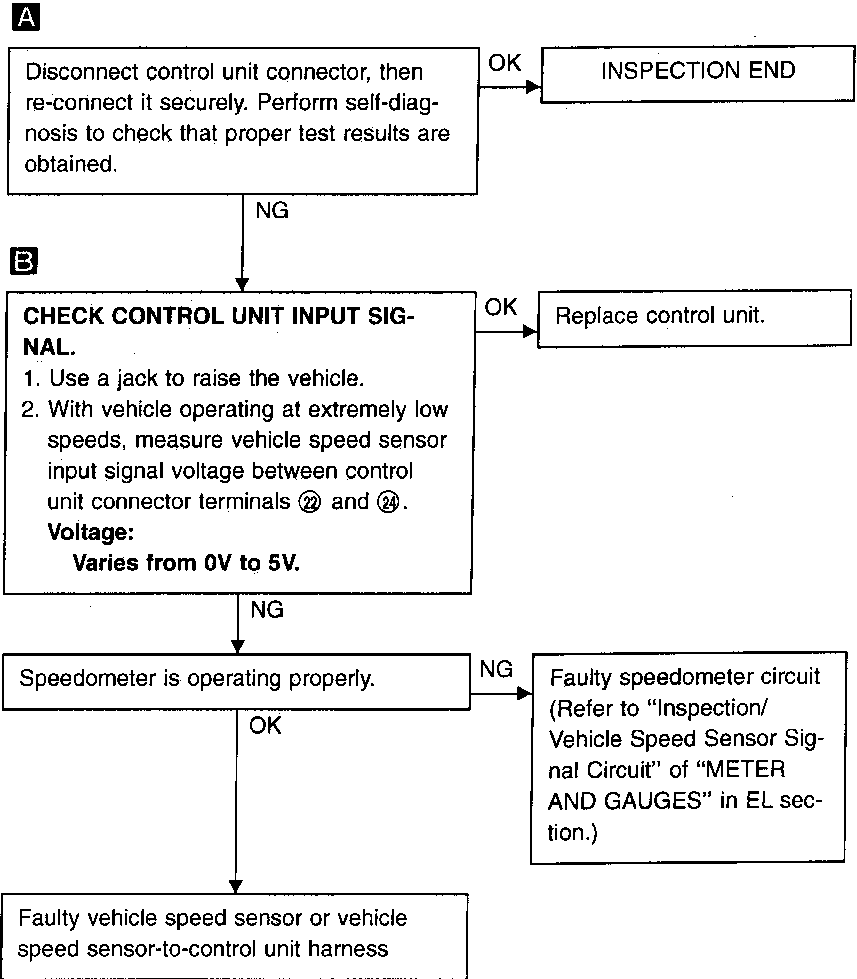 A
Disconnect control unit connector, then
re-connect it securely. Perform self-diag-
nosis to check that proper test results are
obtained.
OK
INSPECTION END
NG
B
CHECK CONTROL UNIT INPUT SIG-
NAL.
1. Use a jack to raise the vehicle.
2. With vehicle operating at extremely low
speeds, measure vehicle speed sensor
input signal voltage between control
unit connector terminals ㉒ and ㉔.
Voltage:
Varies from 0V to 5V.
OK
Replace control unit.
NG
Speedometer is operating properly.
NG
Faulty speedometer circuit
(Refer to “Inspection/
Vehicle Speed Sensor Sig-
nal Circuit” of “METER
AND GAUGES” in EL sec-
tion.)
OK
Faulty vehicle speed sensor or vehicle
speed sensor-to-control unit harness